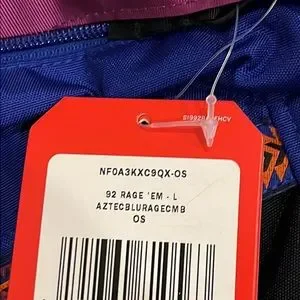 NF0A3KXC9QX-OS
92 RAGE 'EM - L
AZTECBLURAGECMB
OS